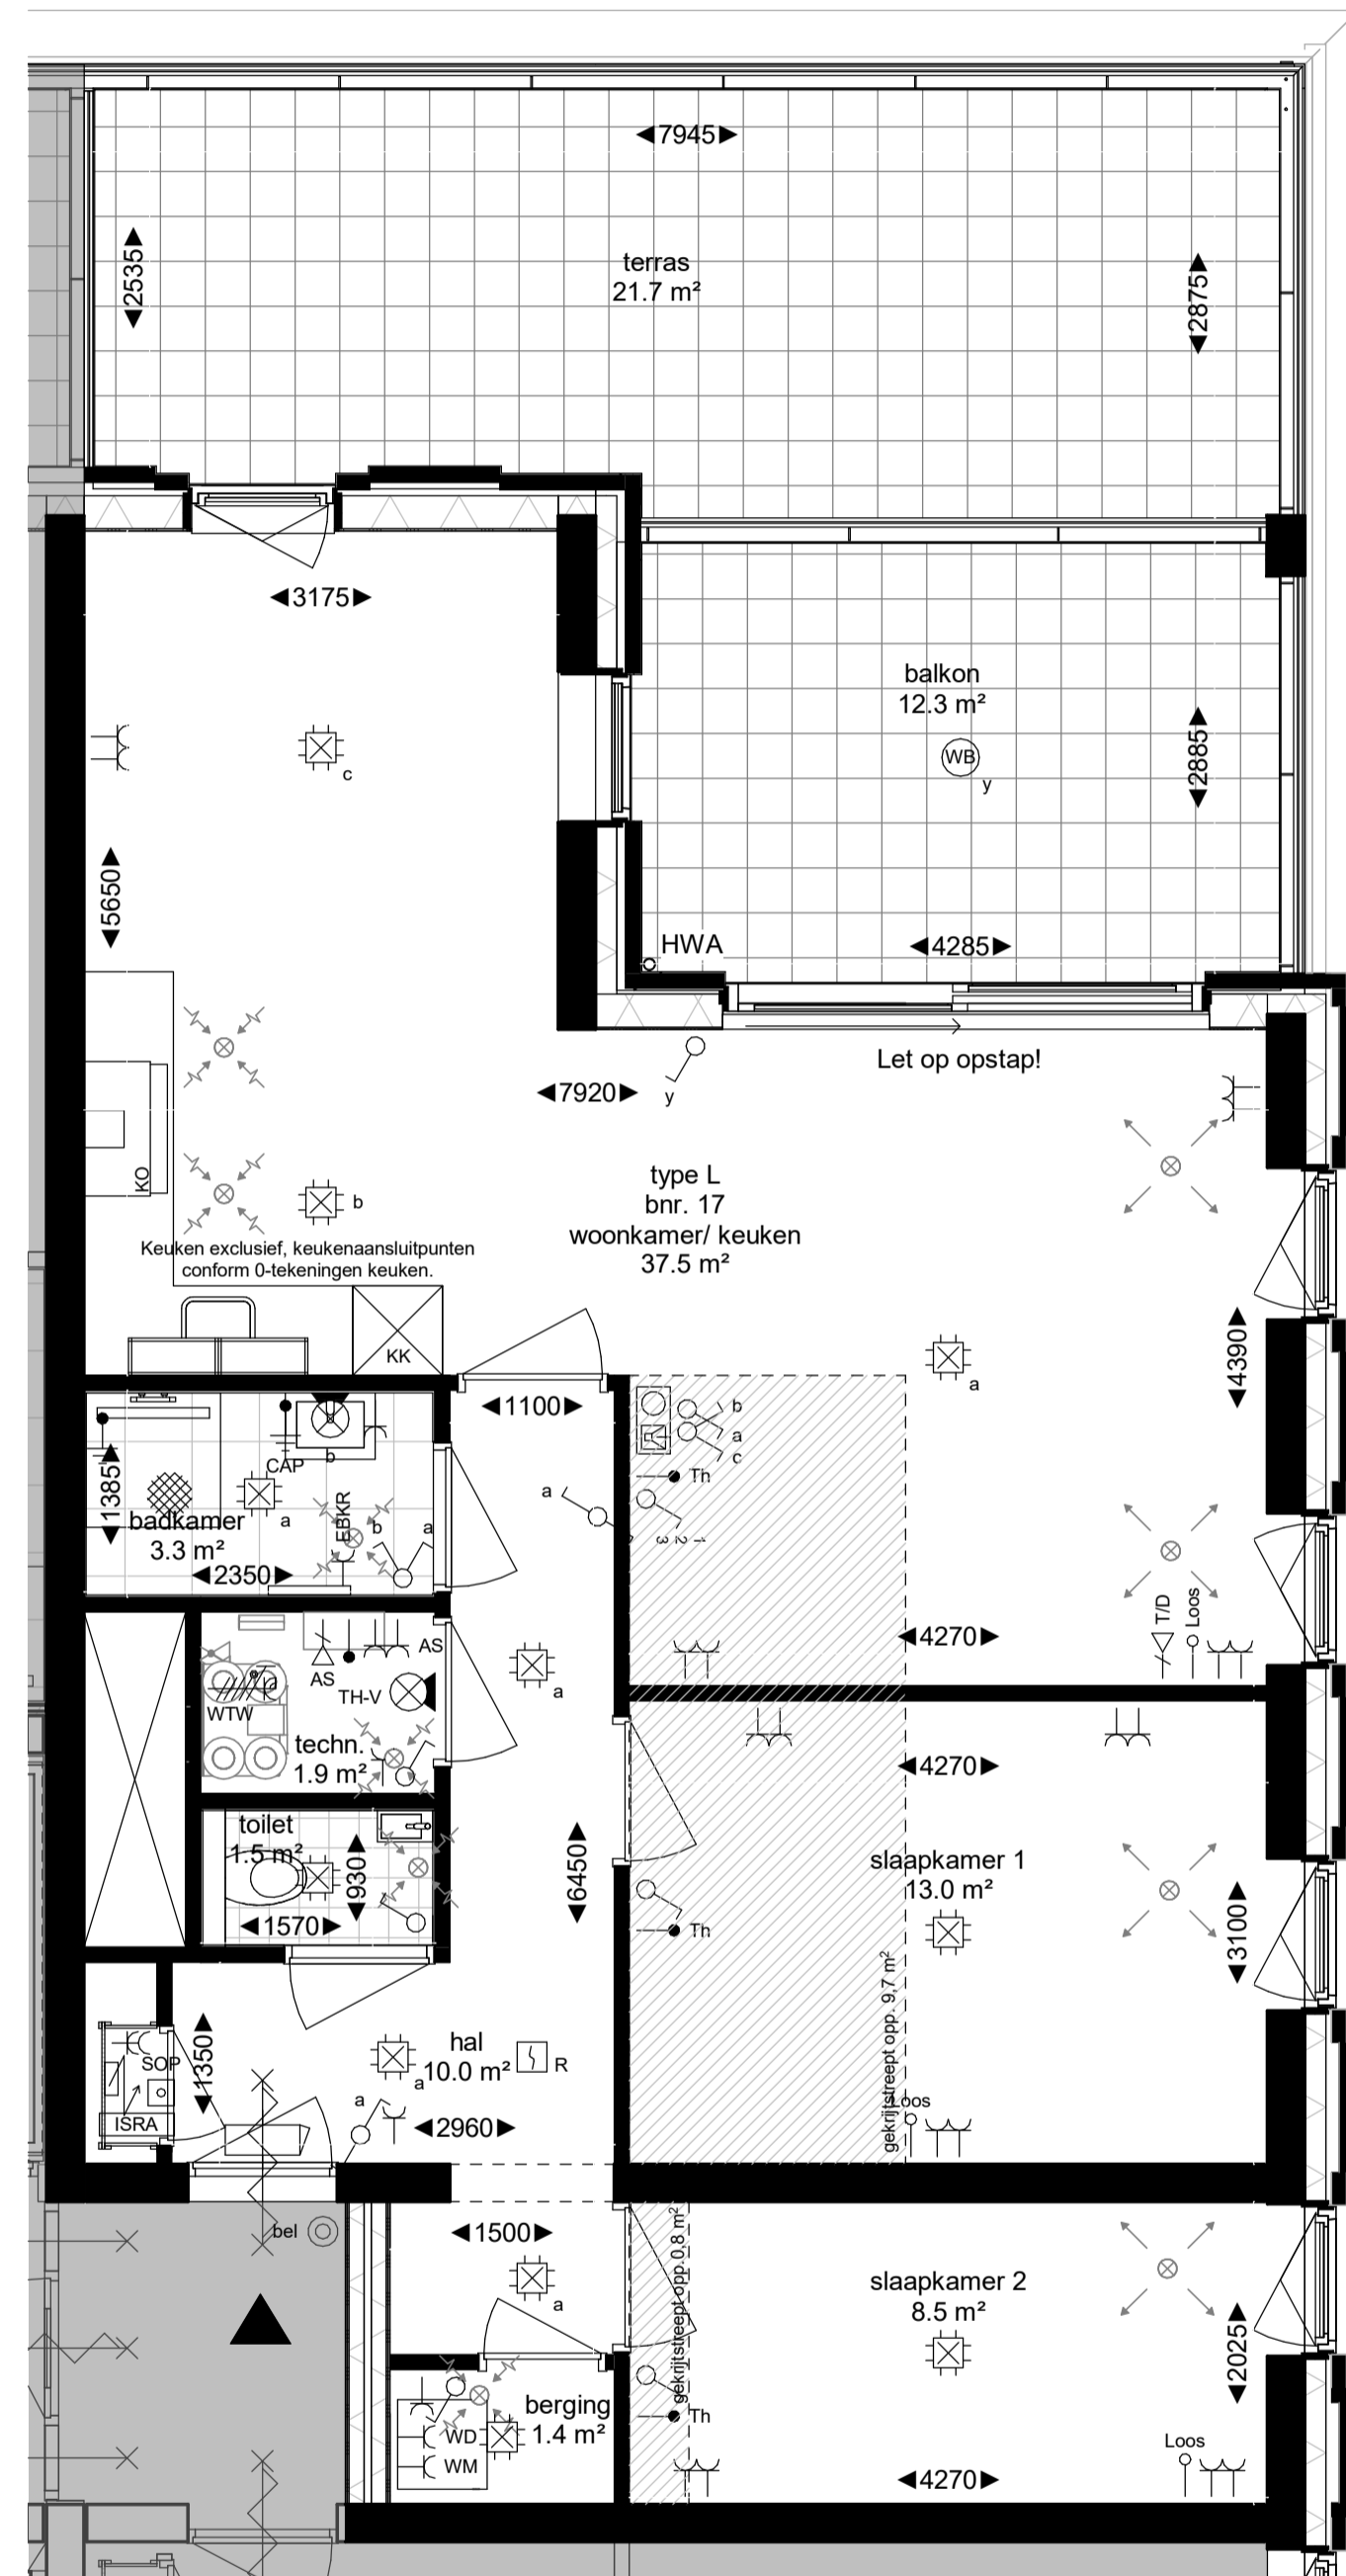 7945
2535
terras
21.7 m²
2875
3175
balkon
12.3 m²
WB
y
2885
c
5650
HWA
4285
Let op opstap!
7920
y
KO
b
type L
bnr. 17
woonkamer/ keuken
37.5 m²
Keuken exclusief, keukenaansluitpunten
conform 0-tekeningen keuken.
KK
4390
a
1100
b
a
c
Th
CAP
b
1385
a
badkamer
3.3 m²
EBKR
b
a
2350
a
1 2 3
T/D
Loos
4270
AS
AS
TH-V
WTW
a
techn.
1.9 m²
4270
toilet
1.5 m²
930
1570
6450
slaapkamer 1
13.0 m²
Th
3100
gekrijtstreept opp. 9,7 m²
Loos
1350
SOP
ISRA
hal
10.0 m²
a
R
a
2960
bel
1500
a
gekrijtstreept opp.0,8 m²
slaapkamer 2
8.5 m²
2025
berging
1.4 m²
WD
WM
Th
Loos
4270